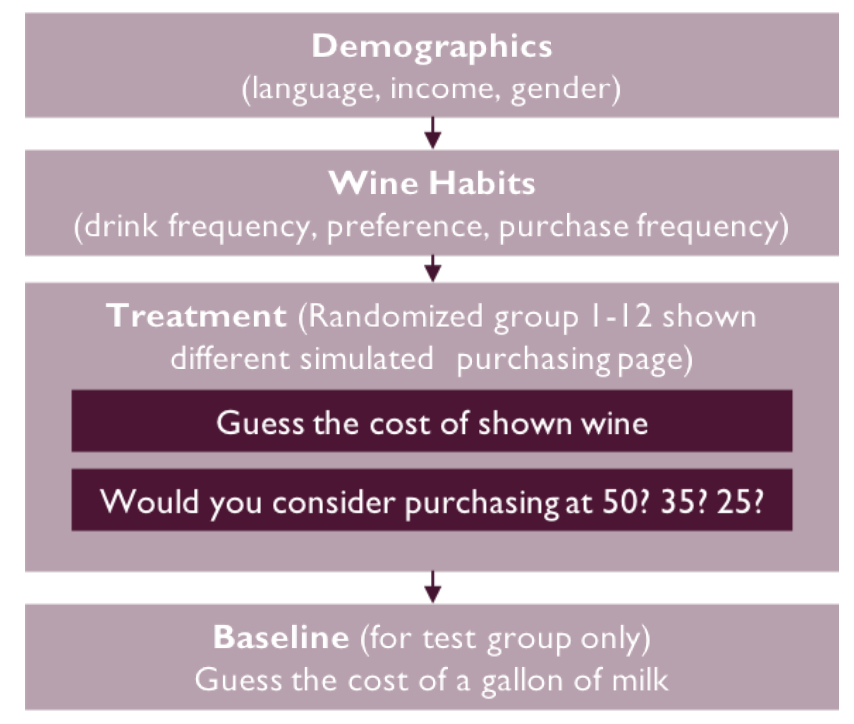 Demographics
(language, income, gender)
Wine Habits
(drink frequency, preference, purchase frequency)
Treatment (Randomized group 1-12 shown
different simulated purchasing page)
Guess the cost of shown wine
Would you consider purchasing at 50? 35? 25?
Baseline (for test group only)
Guess the cost of a gallon of milk